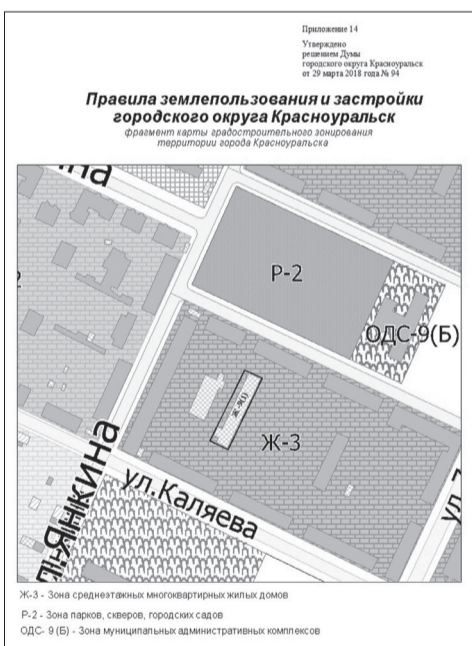 Приложение 14
Утверждено
решением Думы
городского округа Красноуральск
от 29 марта 2018 года № 94
Правила землепользования и застройки
городского округа Красноуральск
фрагмент карты градостроительного зонирования
территории города Красноуральска
Р-2
ОДС-9(Б)
Ж-3
ул.Каляева
Янкина
ул.
Ж-3 - Зона среднеэтажных многоквартирных жилых домов
Р-2 - Зона парков, скверов, городских садов
ОДС- 9 (Б) - Зона муниципальных административных комплексов